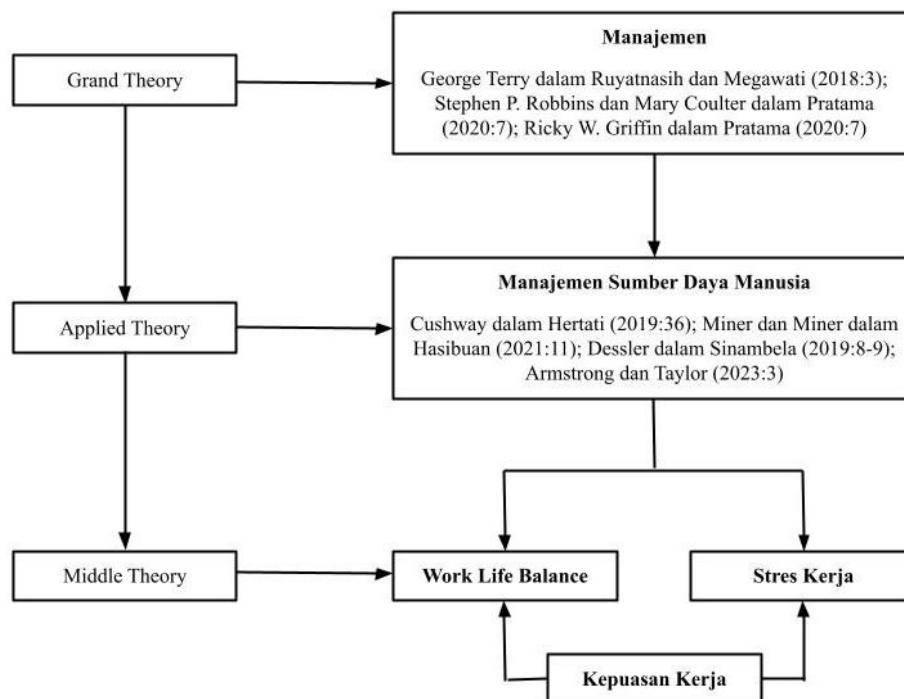 Manajemen
Grand Theory
George Terry dalam Ruyatnasih dan Megawati (2018:3);
Stephen P. Robbins dan Mary Coulter dalam Pratama
(2020:7); Ricky W. Griffin dalam Pratama (2020:7)
Manajemen Sumber Daya Manusia
Applied Theory
Cushway dalam Hertati (2019:36); Miner dan Miner dalam
Hasibuan (2021:11); Dessler dalam Sinambela (2019:8-9);
Armstrong dan Taylor (2023:3)
Middle Theory
Work Life Balance
Stres Kerja
Kepuasan Kerja